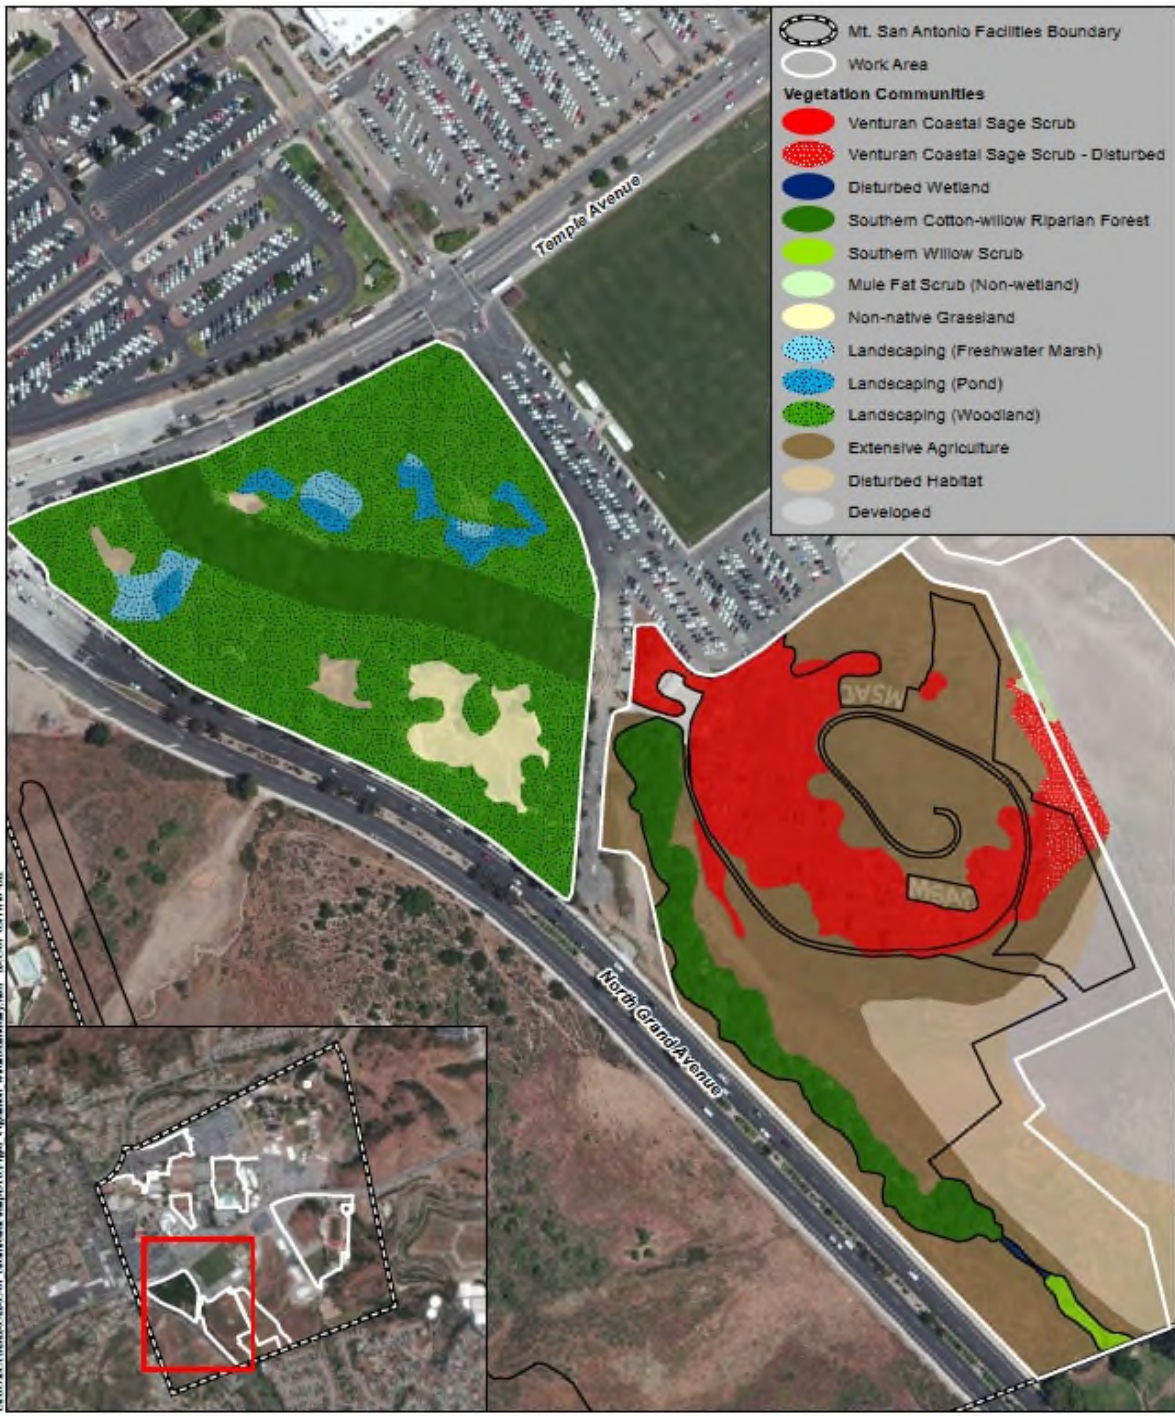 Mt. San Antonio Facilities Boundary
Work Area
Vegetation Communities
Venturan Coastal Sage Scrub
Venturan Coastal Sage Scrub - Disturbed
Disturbed Wetland
Southern Cotton-willow Riparian Forest
Southern Willow Scrub
Mule Fat Scrub (Non-wetland)
Non-native Grassland
Landscaping (Freshwater Marsh)
Landscaping (Pond)
Landscaping (Woodland)
Extensive Agriculture
Disturbed Habitat
Developed
Temple Avenue
MSAC
MSAC
North Grand Avenue